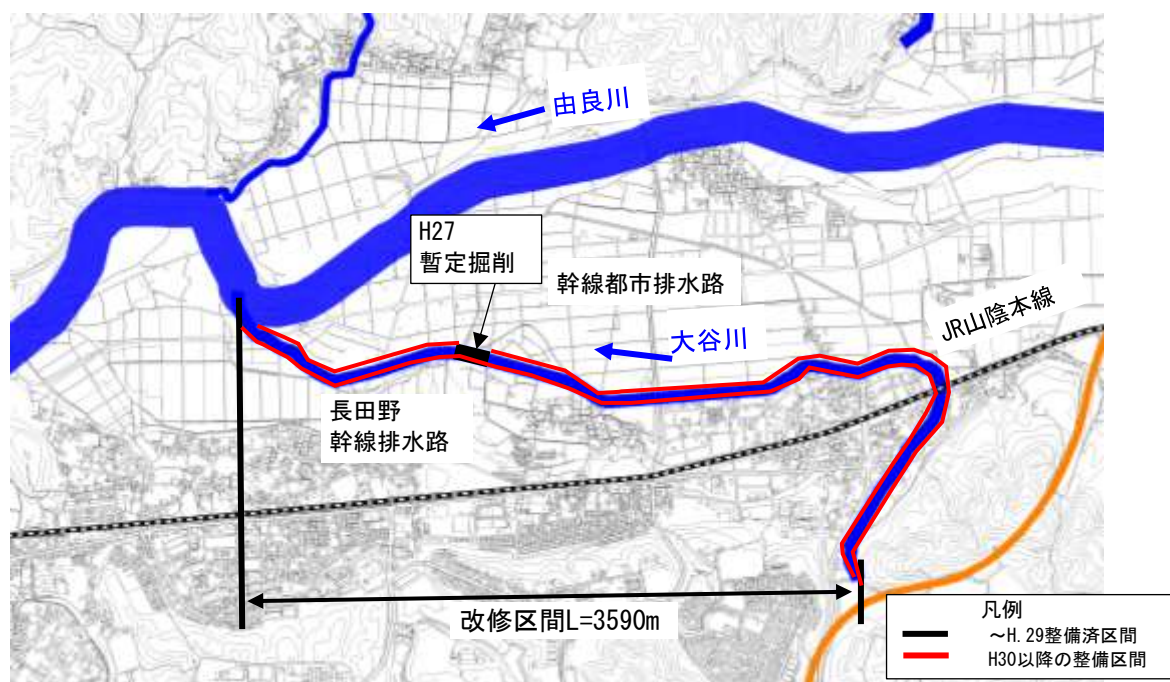 由良川
H27
暫定掘削
幹線都市排水路
JR山陰本線
大谷川
長田野
幹線排水路
改修区間L=3590m
凡例
～H.29整備済区間
H30以降の整備区間